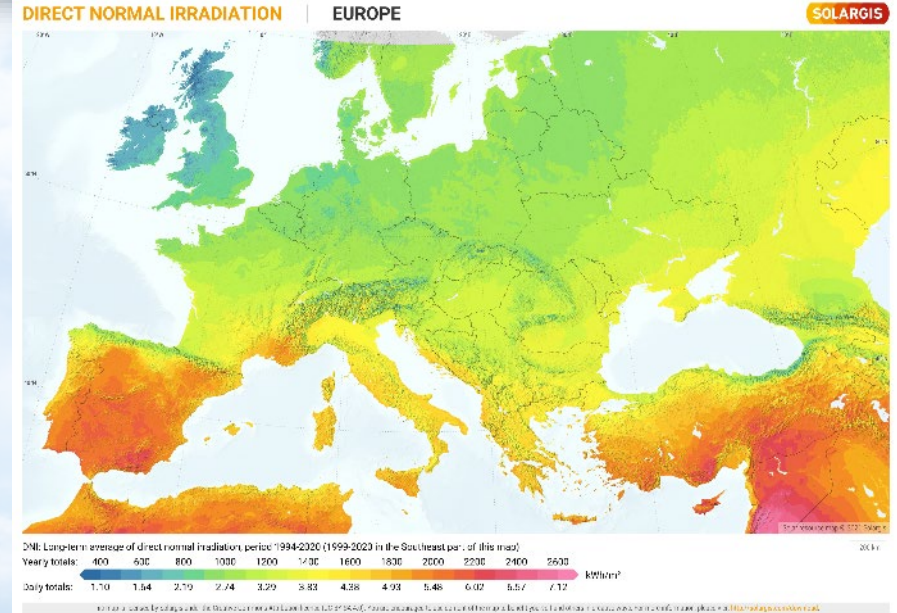 DIRECT NORMAL IRRADIATION EUROPE
SOLARGIS
DNI: Long-term average of direct normal irradiation, period 1994-2020 (1999-2020 in the Southeast part of this map)
Yearly totals: 400 600 800 1000 1200 1400 1600 1800 2000 2200 2400 2600
kWh/m²
Daily totals: 1.10 1.64 2.19 2.74 3.29 3.83 4.38 4.93 5.48 6.02 6.57 7.12